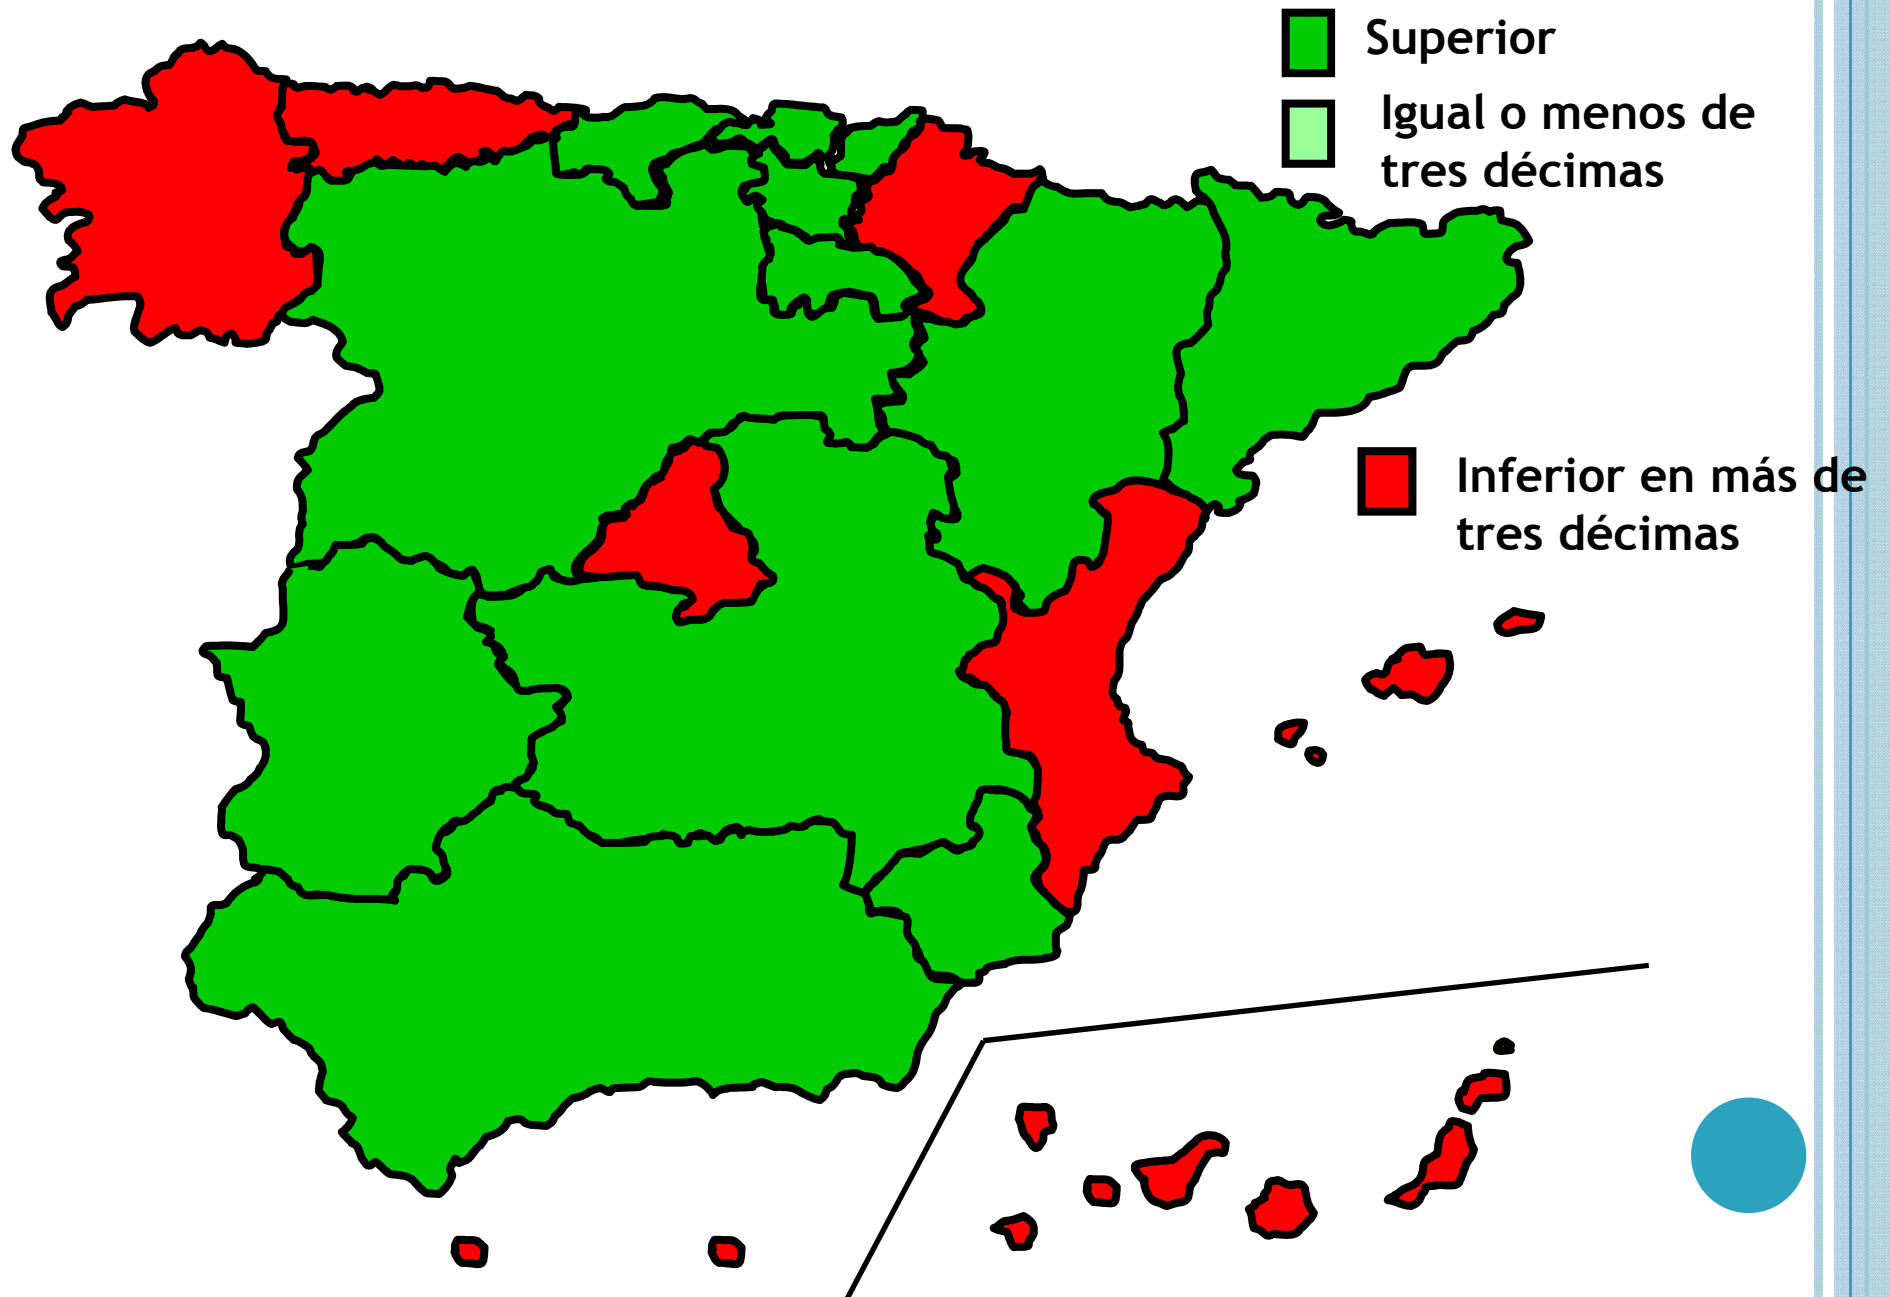 Superior
Igual o menos de
tres décimas
Inferior en más de
tres décimas